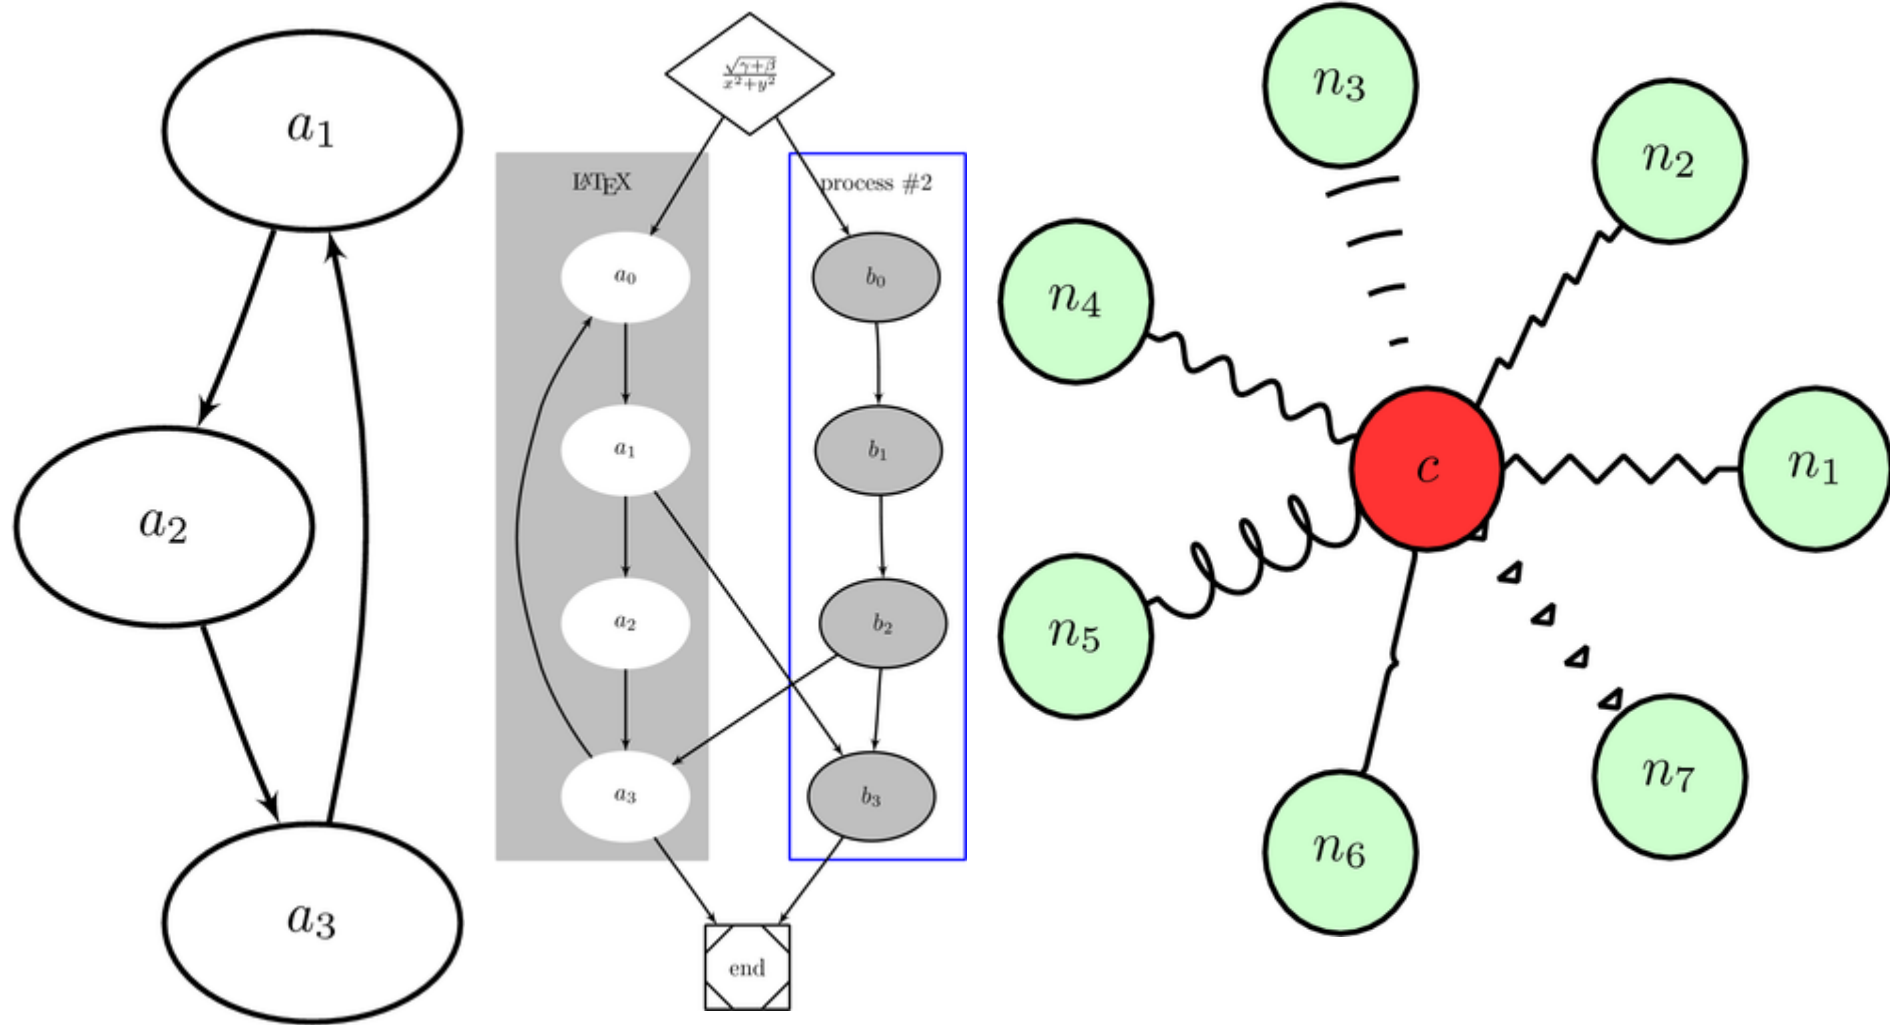 a₁
a₂
a₃
√γ+β
x²+y²
LATEX
process #2
a₀
b₀
a₁
b₁
a₂
b₂
a₃
b₃
end
n₃
n₂
n₄
c
n₁
n₅
n₇
n₆